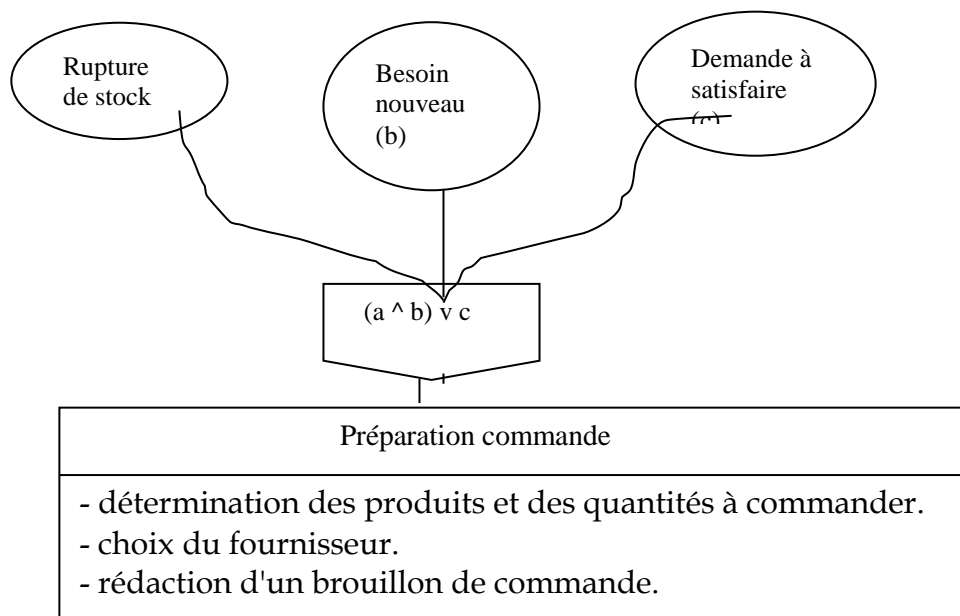 Rupture
de stock
Besoin
nouveau
(b)
Demande à
satisfaire
(a ^ b) v c
Préparation commande
- détermination des produits et des quantités à commander.
- choix du fournisseur.
- rédaction d'un brouillon de commande.